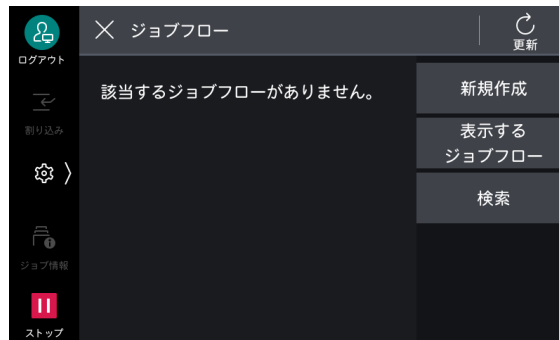 ログアウト
割り込み
ジョブ情報
ストップ
ジョブフロー
更新
該当するジョブフローがありません。
新規作成
表示する
ジョブフロー
検索